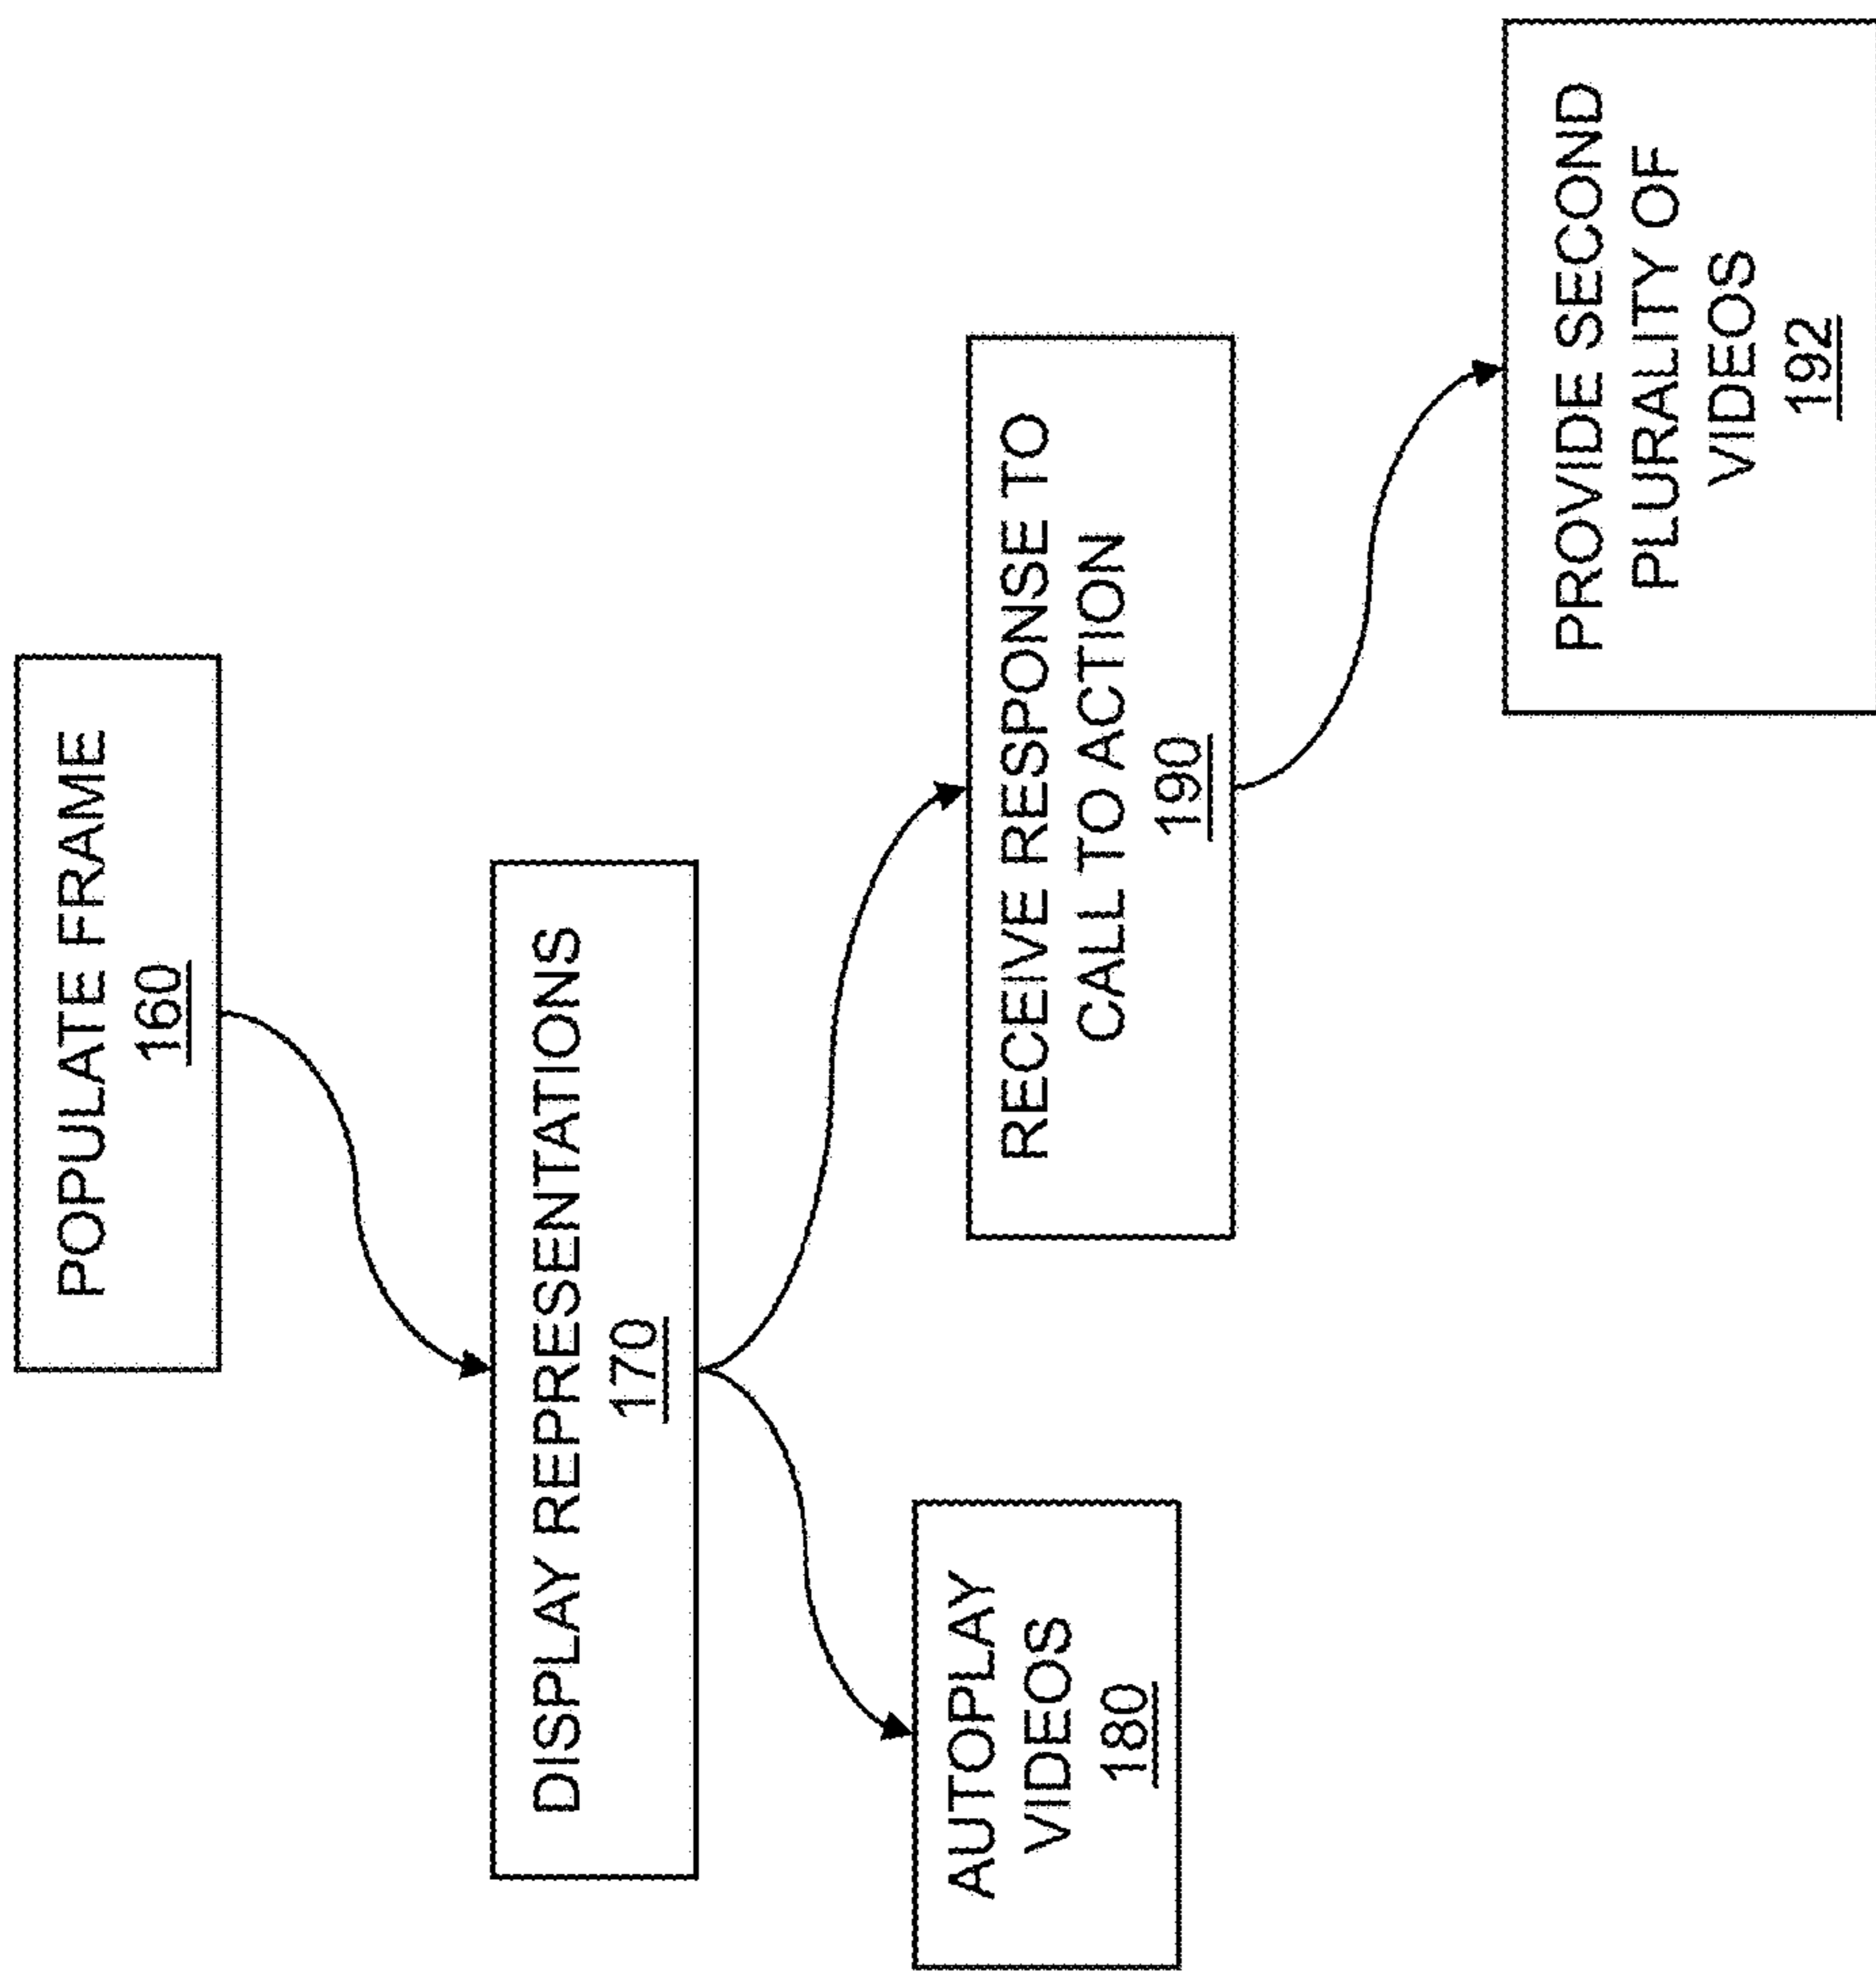 POPULATE FRAME
160
DISPLAY REPRESENTATIONS
170
AUTOPLAY
VIDEOS
180
RECEIVE RESPONSE TO
CALL TO ACTION
190
PROVIDE SECOND
PLURALITY OF
VIDEOS
192